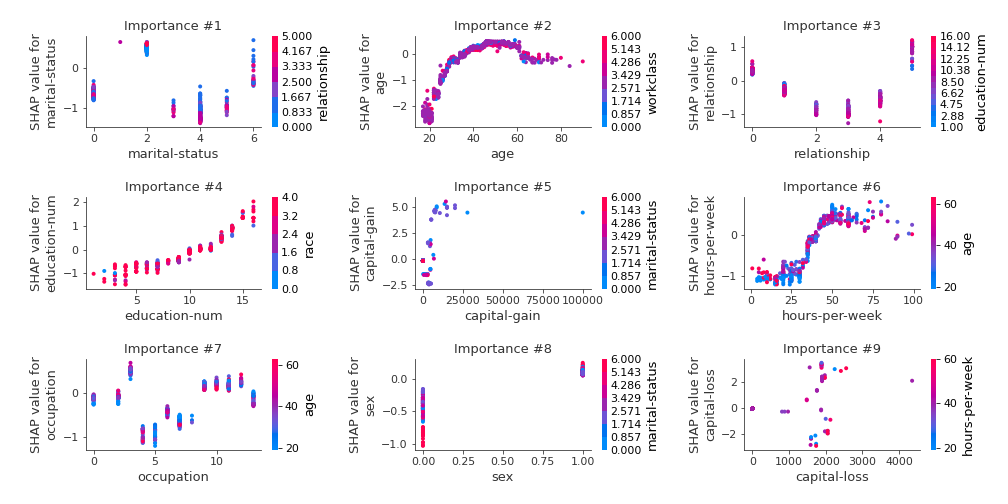 Importance #1
Importance #2
Importance #3
SHAP value for
marital-status
0
−1
0 2 4 6
marital-status
5.000
4.167
3.333
2.500
1.667
0.833
0.000
relationship
SHAP value for
age
0
−1
−2
20 40 60 80
age
6.000
5.143
4.286
3.429
2.571
1.714
0.857
0.000
workclass
SHAP value for
relationship
1
0
−1
0 2 4
relationship
16.00
14.12
12.25
10.38
8.50
6.62
4.75
2.88
1.00
education-num
Importance #4
Importance #5
Importance #6
SHAP value for
education-num
2
1
0
−1
5 10 15
education-num
4.0
3.2
2.4
1.6
0.8
0.0
race
SHAP value for
capital-gain
5.0
2.5
0.0
−2.5
0 25000 50000 75000 100000
capital-gain
6.000
5.143
4.286
3.429
2.571
1.714
0.857
0.000
marital-status
SHAP value for
hours-per-week
0
−1
0 25 50 75 100
hours-per-week
60
40
20
age
Importance #7
Importance #8
Importance #9
SHAP value for
occupation
0
−1
0 5 10
occupation
60
40
20
age
SHAP value for
sex
0.0
−0.5
−1.0
0.00 0.25 0.50 0.75 1.00
sex
6.000
5.143
4.286
3.429
2.571
1.714
0.857
0.000
marital-status
SHAP value for
capital-loss
2
0
−2
0 1000 2000 3000 4000
capital-loss
60
40
20
hours-per-week